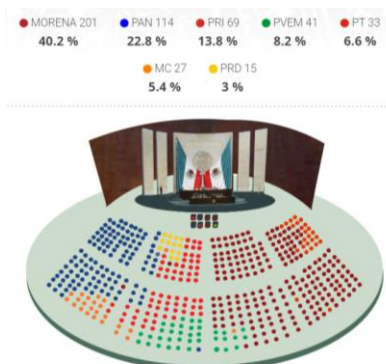 MORENA 201 PAN 114 PRI 69 PVEM 41 PT 33
40.2 % 22.8 % 13.8 % 8.2 % 6.6 %
MC 27 PRD 15
5.4 % 3 %